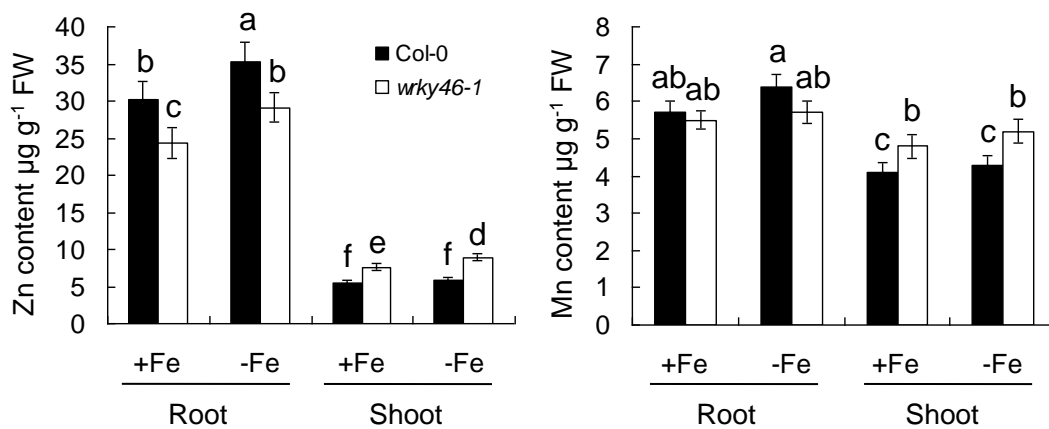 Zn content µg g-1 FW
40
35
30
25
20
15
10
5
0
b
c
a
b
f
e
f
d
Col-0
wrky46-1
+Fe -Fe +Fe -Fe
Root Shoot
Mn content µg g-1 FW
8
7
6
5
4
3
2
1
0
ab
ab
a
ab
c
b
c
b
+Fe -Fe +Fe -Fe
Root Shoot